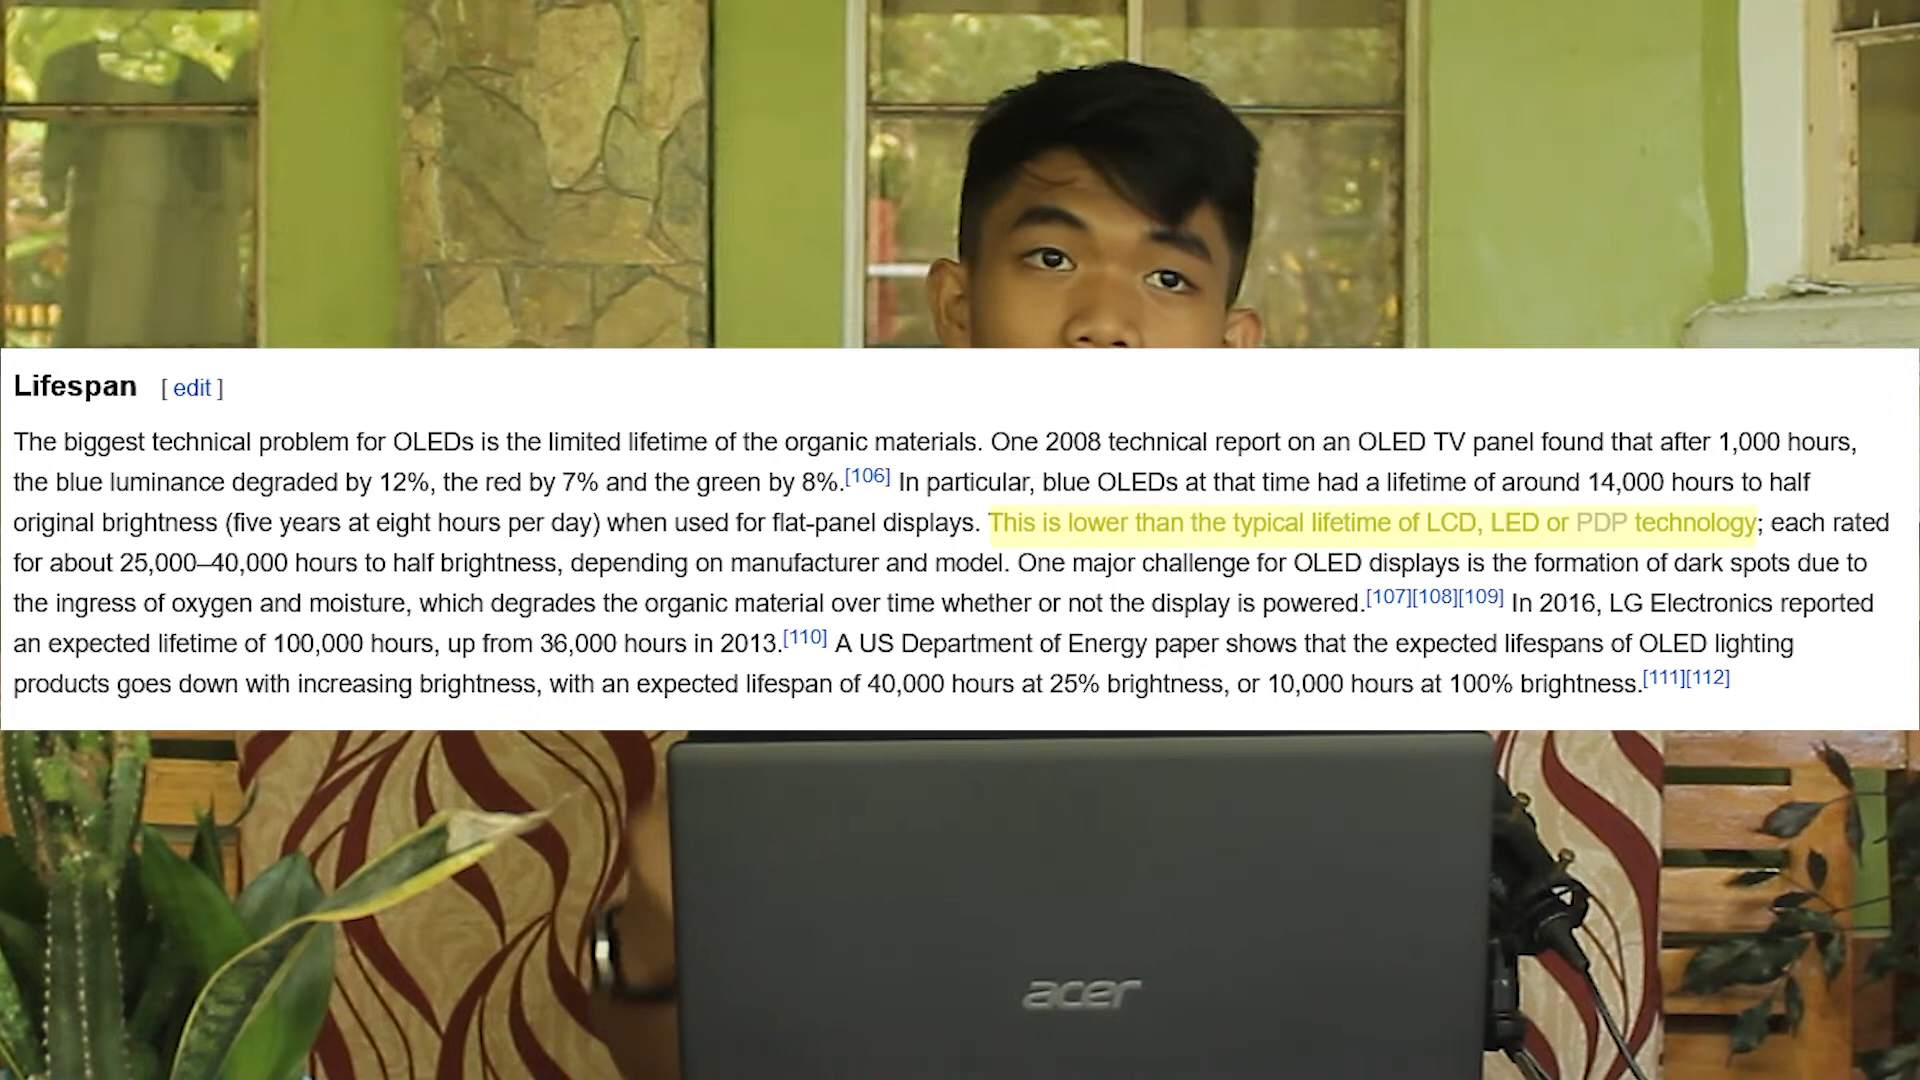 Lifespan [ edit ]
The biggest technical problem for OLEDs is the limited lifetime of the organic materials. One 2008 technical report on an OLED TV panel found that after 1,000 hours,
the blue luminance degraded by 12%, the red by 7% and the green by 8%.[106] In particular, blue OLEDs at that time had a lifetime of around 14,000 hours to half
original brightness (five years at eight hours per day) when used for flat-panel displays. This is lower than the typical lifetime of LCD, LED or PDP technology; each rated
for about 25,000–40,000 hours to half brightness, depending on manufacturer and model. One major challenge for OLED displays is the formation of dark spots due to
the ingress of oxygen and moisture, which degrades the organic material over time whether or not the display is powered.[107][108][109] In 2016, LG Electronics reported
an expected lifetime of 100,000 hours, up from 36,000 hours in 2013.[110] A US Department of Energy paper shows that the expected lifespans of OLED lighting
products goes down with increasing brightness, with an expected lifespan of 40,000 hours at 25% brightness, or 10,000 hours at 100% brightness.[111][112]
acer